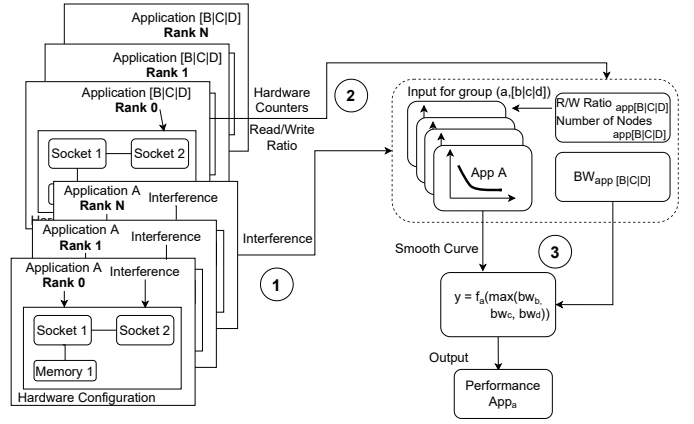 Application [B|C|D]
Rank N
Application [B|C|D]
Rank 1
Application [B|C|D]
Rank 0
Socket 1
Socket 2
Application A
Rank N
Interference
Application A
Rank 1
Interference
Application A
Rank 0
Interference
Socket 1
Socket 2
Memory 1
Hardware Configuration
Hardware
Counters
Read/Write
Ratio
2
Interference
1
Input for group (a,[b|c|d])
App A
R/W Ratio app[B|C|D]
Number of Nodes
app[B|C|D]
BWapp [B|C|D]
Smooth Curve
3
y = fa(max(bwb,
bwc, bwd))
Output
Performance
Appa